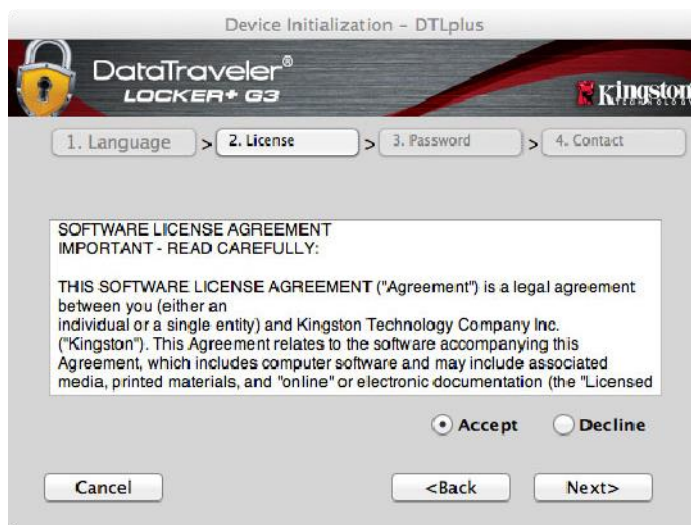 Device Initialization - DTLplus
DataTraveler®
LOCKER+ G3
Kingston
TECHNOLOGY
1. Language > 2. License > 3. Password > 4. Contact
SOFTWARE LICENSE AGREEMENT
IMPORTANT - READ CAREFULLY:
THIS SOFTWARE LICENSE AGREEMENT ("Agreement") is a legal agreement
between you (either an
individual or a single entity) and Kingston Technology Company Inc.
("Kingston"). This Agreement relates to the software accompanying this
Agreement, which includes computer software and may include associated
media, printed materials, and "online" or electronic documentation (the "Licensed
Accept Decline
Cancel <Back Next>